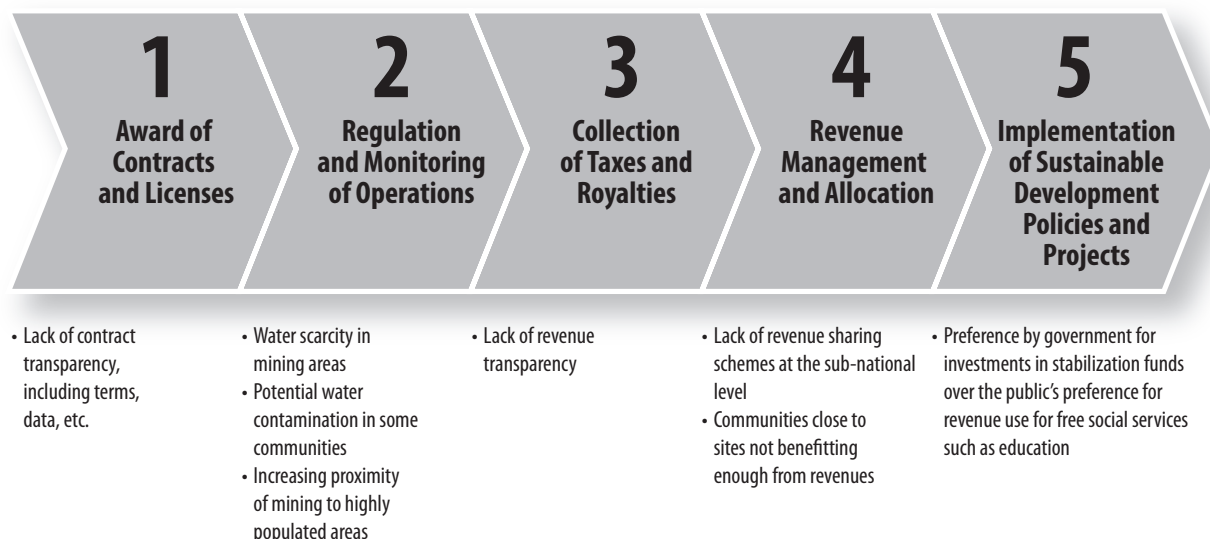 1
Award of
Contracts
and Licenses
2
Regulation
and Monitoring
of Operations
3
Collection
of Taxes and
Royalties
4
Revenue
Management
and Allocation
5
Implementation
of Sustainable
Development
Policies and
Projects
• Lack of contract
transparency,
including terms,
data, etc.
• Water scarcity in
mining areas
• Potential water
contamination in some
communities
• Increasing proximity
of mining to highly
populated areas
• Lack of revenue
transparency
• Lack of revenue sharing
schemes at the sub-national
level
• Communities close to
sites not benefitting
enough from revenues
• Preference by government for
investments in stabilization funds
over the public's preference for
revenue use for free social services
such as education